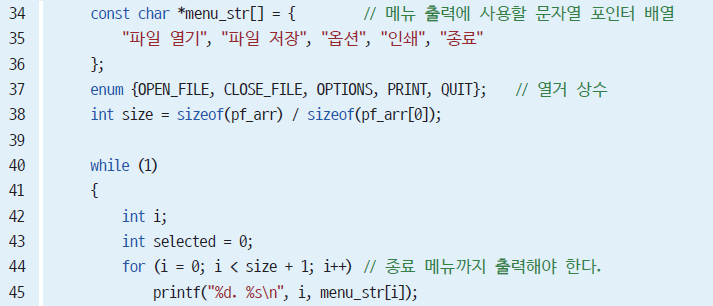 34 const char *menu_str[] = { // 메뉴 출력에 사용할 문자열 포인터 배열
35 "파일 열기", "파일 저장", "옵션", "인쇄", "종료"
36 };
37 enum {OPEN_FILE, CLOSE_FILE, OPTIONS, PRINT, QUIT}; // 열거 상수
38 int size = sizeof(pf_arr) / sizeof(pf_arr[0]);
39
40 while (1)
41 {
42 int i;
43 int selected = 0;
44 for (i = 0; i < size + 1; i++) // 종료 메뉴까지 출력해야 한다.
45 printf("%d. %s\n", i, menu_str[i]);